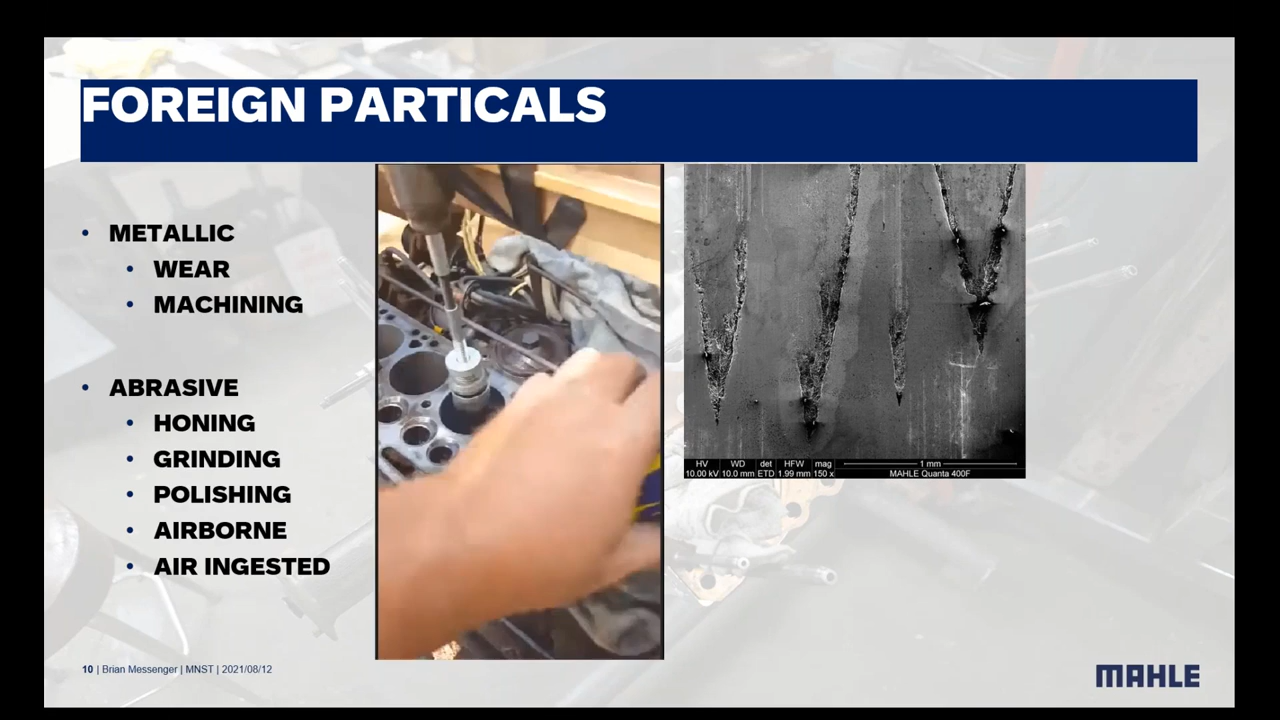 FOREIGN PARTICALS
• METALLIC
• WEAR
• MACHINING
• ABRASIVE
• HONING
• GRINDING
• POLISHING
• AIRBORNE
• AIR INGESTED
HV WD det HFW mag 1 mm
10.00 kV 10.0 mm ETD 1.99 mm 150 x MAHLE Quanta 400F
10 | Brian Messenger | MNST | 2021/08/12
MAHLE